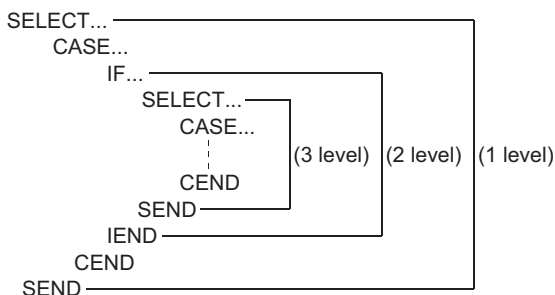 SELECT...
CASE...
IF...
SELECT...
CASE...
(3 level) (2 level) (1 level)
CEND
SEND
IEND
CEND
SEND